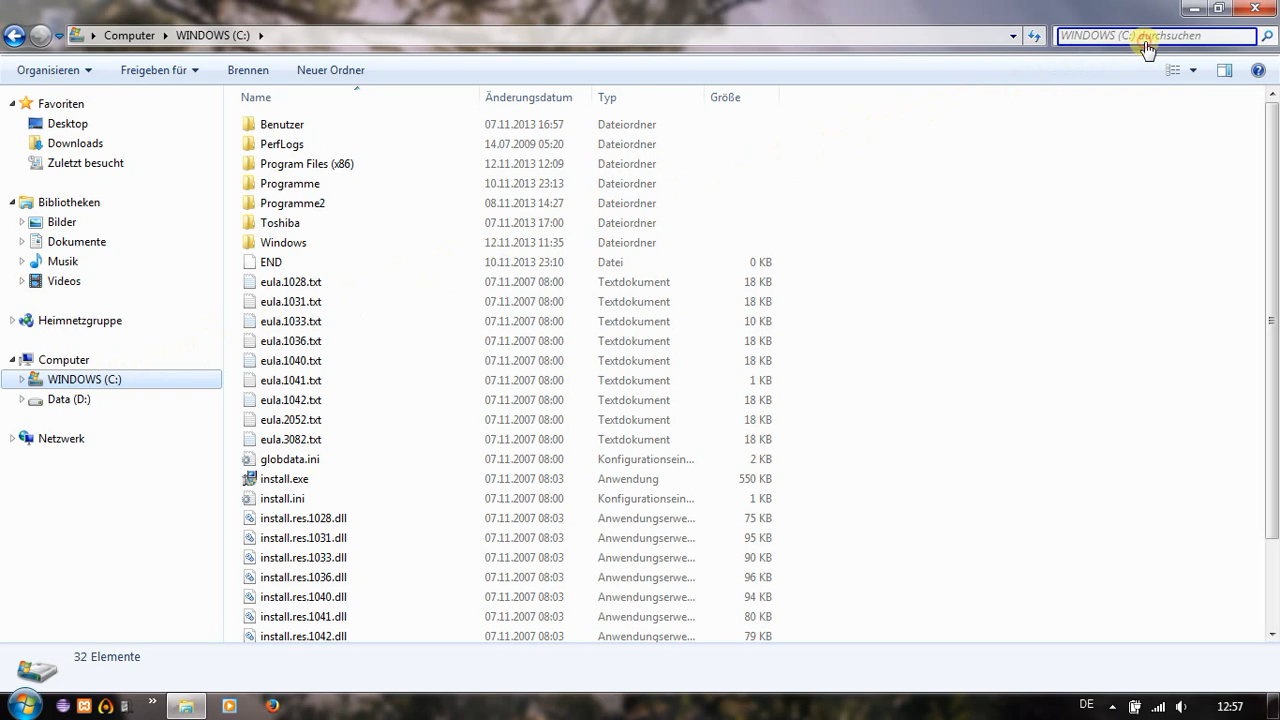 Computer WINDOWS (C:) WINDOWS (C:) durchsuchen
Organisieren Freigeben für Brennen Neuer Ordner
Favoriten
Desktop
Downloads
Zuletzt besucht
Bibliotheken
Bilder
Dokumente
Musik
Videos
Heimnetzgruppe
Computer
WINDOWS (C:)
Data (D:)
Netzwerk
Name Änderungsdatum Typ Größe
Benutzer 07.11.2013 16:57 Dateiordner
PerfLogs 14.07.2009 05:20 Dateiordner
Program Files (x86) 12.11.2013 12:09 Dateiordner
Programme 10.11.2013 23:13 Dateiordner
Programme2 08.11.2013 14:27 Dateiordner
Toshiba 07.11.2013 17:00 Dateiordner
Windows 12.11.2013 11:35 Dateiordner
END 10.11.2013 23:10 Datei 0 KB
eula.1028.txt 07.11.2007 08:00 Textdokument 18 KB
eula.1031.txt 07.11.2007 08:00 Textdokument 18 KB
eula.1033.txt 07.11.2007 08:00 Textdokument 10 KB
eula.1036.txt 07.11.2007 08:00 Textdokument 18 KB
eula.1040.txt 07.11.2007 08:00 Textdokument 18 KB
eula.1041.txt 07.11.2007 08:00 Textdokument 1 KB
eula.1042.txt 07.11.2007 08:00 Textdokument 18 KB
eula.2052.txt 07.11.2007 08:00 Textdokument 18 KB
eula.3082.txt 07.11.2007 08:00 Textdokument 18 KB
globdata.ini 07.11.2007 08:00 Konfigurationsein... 2 KB
install.exe 07.11.2007 08:03 Anwendung 550 KB
install.ini 07.11.2007 08:00 Konfigurationsein... 1 KB
install.res.1028.dll 07.11.2007 08:03 Anwendungserwe... 75 KB
install.res.1031.dll 07.11.2007 08:03 Anwendungserwe... 95 KB
install.res.1033.dll 07.11.2007 08:03 Anwendungserwe... 90 KB
install.res.1036.dll 07.11.2007 08:03 Anwendungserwe... 96 KB
install.res.1040.dll 07.11.2007 08:03 Anwendungserwe... 94 KB
install.res.1041.dll 07.11.2007 08:03 Anwendungserwe... 80 KB
install.res.1042.dll 07.11.2007 08:03 Anwendungserwe... 79 KB
32 Elemente
DE 12:57